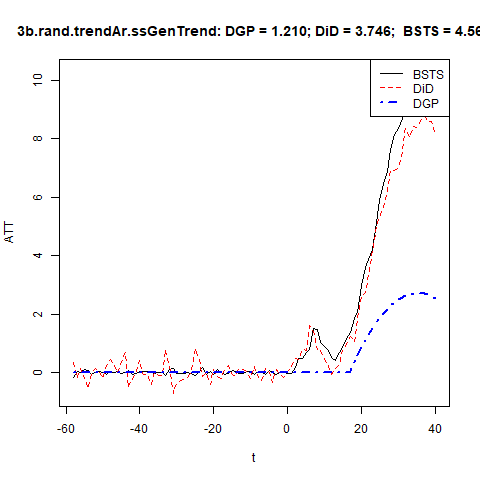 3b.rand.trendAr.ssGenTrend: DGP = 1.210; DiD = 3.746;  BSTS = 4.56
BSTS
DiD
DGP
10
8
6
4
2
0
ATT
-60 -40 -20 0 20 40
t